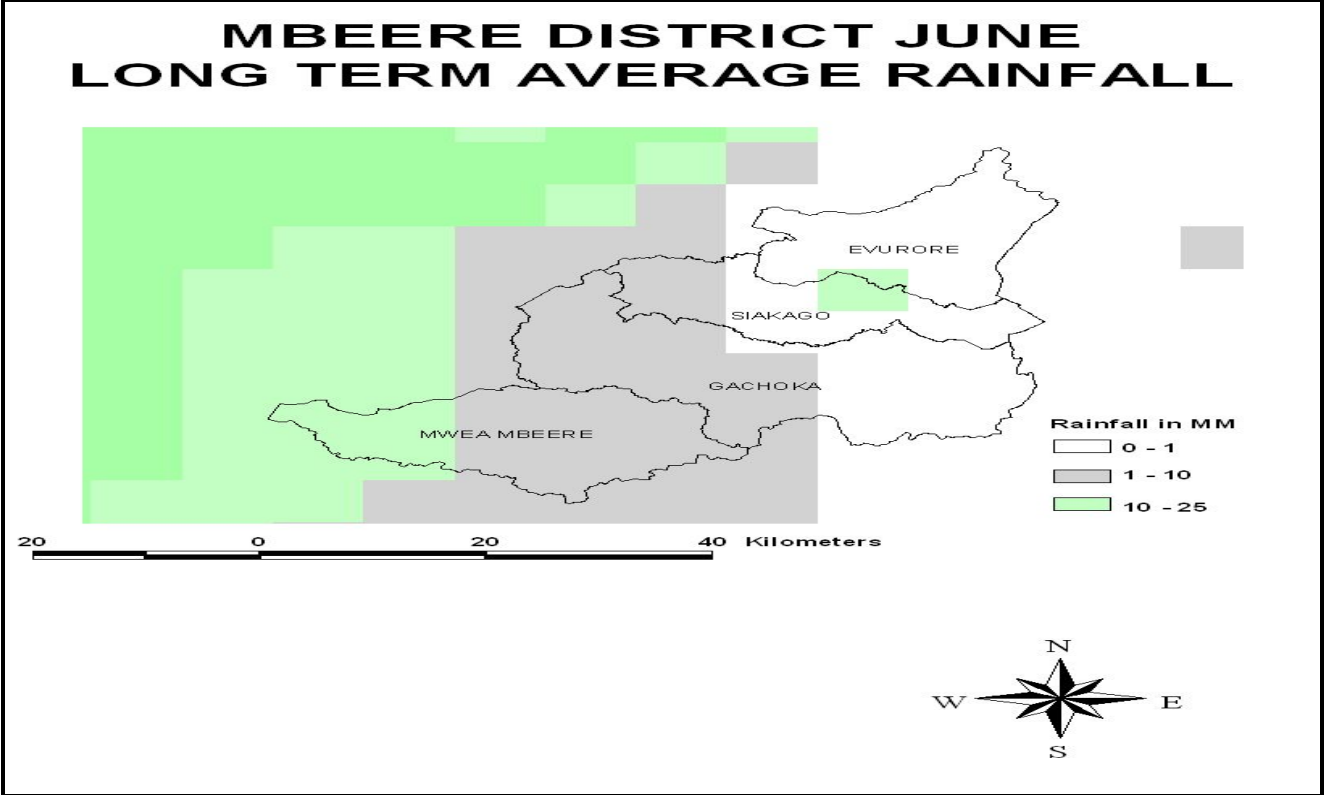 MBEERE DISTRICT JUNE
LONG TERM AVERAGE RAINFALL
EVURORE
SIAKAGO
GACHOKA
MWEA MBEERE
Rainfall in MM
0 - 1
1 - 10
10 - 25
20 0 20 40 Kilometers
N
W E
S